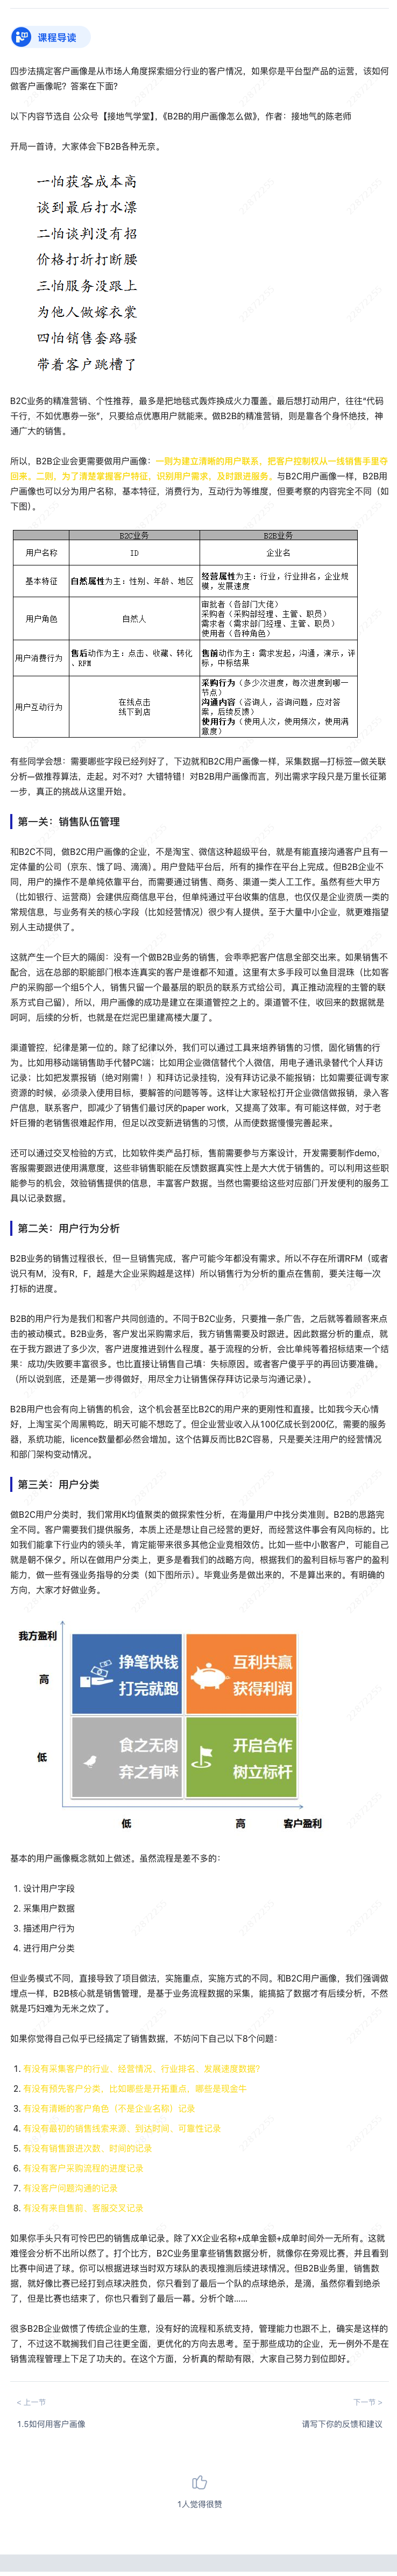 课程导读
四步法搞定客户画像是从市场人角度探索细分行业的客户情况，如果你是平台型产品的运营，该如何
做客户画像呢？答案在下面？
以下内容节选自 公众号【接地气学堂】，《B2B的用户画像怎么做》，作者：接地气的陈老师
开局一首诗，大家体会下B2B各种无奈。
一怕获客成本高
谈到最后打水漂
二怕谈判没有招
价格打折打断腰
三怕服务没跟上
为他人做嫁衣裳
四怕销售套路骚
带着客户跳槽了
B2C业务的精准营销、个性推荐，最多是把地毯式轰炸换成火力覆盖。最后想打动用户，往往“代码
千行，不如优惠券一张”，只要给点优惠用户就能来。做B2B的精准营销，则是靠各个身怀绝技，神
通广大的销售。
所以，B2B企业会更需要做用户画像：一则为建立清晰的用户联系，把客户控制权从一线销售手里夺
回来。二则，为了清楚掌握客户特征，识别用户需求，及时跟进服务。与B2C用户画像一样，B2B用
户画像也可以分为用户名称，基本特征，消费行为，互动行为等维度，但要考察的内容完全不同（如
下图）。
B2C业务 B2B业务
用户名称 ID 企业名
基本特征 自然属性为主：性别、年龄、地区 经营属性为主：行业，行业排名，企业规
模，发展速度
用户角色 自然人 审批者（各部门大佬）
采购者（采购部经理、主管、职员）
需求者（需求部门经理、主管、职员）
使用者（各种角色）
用户消费行为 售后动作为主：点击、收藏、转化
、RFM 售前动作为主：需求发起，沟通，演示，评
标，中标结果
用户互动行为 在线点击
线下到店 采购行为（多少次进度，每次进度到哪一
节点）
沟通内容（咨询人，咨询问题，应对答
案，后续反馈）
使用行为（使用人次，使用频次，使用满
意度）
有些同学会想：需要哪些字段已经列好了，下边就和B2C用户画像一样，采集数据—打标签—做关联
分析—做推荐算法，走起。对不对？大错特错！对B2B用户画像而言，列出需求字段只是万里长征第
一步，真正的挑战从这里开始。
第一关：销售队伍管理
和B2C不同，做B2C用户画像的企业，不是淘宝、微信这种超级平台，就是有能直接沟通客户且有一
定体量的公司（京东、饿了吗、滴滴）。用户登陆平台后，所有的操作在平台上完成。但B2B企业不
同，用户的操作不是单纯依靠平台，而需要通过销售、商务、渠道一类人工工作。虽然有些大甲方
（比如银行、运营商）会建供应商信息平台，但单纯通过平台收集的信息，也仅仅是企业资质一类的
常规信息，与业务有关的核心字段（比如经营情况）很少有人提供。至于大量中小企业，就更难指望
别人主动提供了。
这就产生一个巨大的隔阂：没有一个做B2B业务的销售，会乖乖把客户信息全部交出来。如果销售不
配合，远在总部的职能部门根本连真实的客户是谁都不知道。这里有太多手段可以鱼目混珠（比如客
户的采购部一个组5个人，销售只留一个最基层的职员的联系方式给公司，真正推动流程的主管的联
系方式自己留），所以，用户画像的成功是建立在渠道管控之上的。渠道管不住，收回来的数据就是
呵呵，后续的分析，也就是在烂泥巴里建高楼大厦了。
渠道管控，纪律是第一位的。除了纪律以外，我们可以通过工具来培养销售的习惯，固化销售的行
为。比如用移动端销售助手代替PC端；比如用企业微信替代个人微信，用电子通讯录替代个人拜访
记录；比如把发票报销（绝对刚需！）和拜访记录挂钩，没有拜访记录不能报销；比如需要征调专家
资源的时候，必须录入使用目标，要解答的问题等等。这样让大家轻松打开企业微信做报销，录入客
户信息，联系客户，即减少了销售们最讨厌的paper work，又提高了效率。有可能这样做，对于老
奸巨猾的老销售很难起作用，但足以改变新进销售的习惯，从而使数据慢慢完善起来。
还可以通过交叉检验的方式，比如软件类产品打标，售前需要参与方案设计，开发需要制作demo，
客服需要跟进使用满意度，这些非销售职能在反馈数据真实性上是大大优于销售的。可以利用这些职
能参与的机会，效验销售提供的信息，丰富客户数据。当然也需要给这些对应部门开发便利的服务工
具以记录数据。
第二关：用户行为分析
B2B业务的销售过程很长，但一旦销售完成，客户可能今年都没有需求。所以不存在所谓RFM（或者
说只有M，没有R，F，越是大企业采购越是这样）所以销售行为分析的重点在售前，要关注每一次
打标的进度。
B2B的用户行为是我们和客户共同创造的。不同于B2C业务，只要推一条广告，之后就等着顾客来点
击的被动模式。B2B业务，客户发出采购需求后，我方销售需要及时跟进。因此数据分析的重点，就
在于我方跟进了多少次，客户进度推进到什么程度。基于流程的分析，会比单纯等着招标结束一个结
果：成功/失败要丰富很多。也比直接让销售自己填：失标原因。或者客户傻乎乎的再回访要准确。
（所以说到底，还是第一步得做好，用尽全力让销售保存拜访记录与沟通记录）。
B2B用户也会有向上销售的机会，这个机会甚至比B2C的用户来的更刚性和直接。比如我今天心情
好，上淘宝买个周黑鸭吃，明天可能不想吃了。但企业营业收入从100亿成长到200亿，需要的服务
器，系统功能，licence数量都必然会增加。这个估算反而比B2C容易，只是要关注用户的经营情况
和部门架构变动情况。
第三关：用户分类
做B2C用户分类时，我们常用K均值聚类的做探索性分析，在海量用户中找分类准则。B2B的思路完
全不同。客户需要我们提供服务，本质上还是想让自己经营的更好，而经营这件事会有风向标的。比
如我们能拿下行业内的领头羊，肯定能带来很多其他企业竞相效仿。比如一些中小散客户，可能自己
就是朝不保夕。所以在做用户分类上，更多是看我们的战略方向，根据我们的盈利目标与客户的盈利
能力，做一些有强业务指导的分类（如下图所示）。毕竟业务是做出来的，不是算出来的。有明确的
方向，大家才好做业务。
我方盈利
高
低
挣笔快钱
打完就跑
互利共赢
获得利润
食之无肉
弃之有味
开启合作
树立标杆
低
高
客户盈利
基本的用户画像概念就如上做述。虽然流程是差不多的：
1. 设计用户字段
2. 采集用户数据
3. 描述用户行为
4. 进行用户分类
但业务模式不同，直接导致了项目做法，实施重点，实施方式的不同。和B2C用户画像，我们强调做
埋点一样，B2B核心就是销售管理，是基于业务流程数据的采集，能搞掂了数据才有后续分析，不然
就是巧妇难为无米之炊了。
如果你觉得自己似乎已经搞定了销售数据，不妨问下自己以下8个问题：
1. 有没有采集客户的行业、经营情况、行业排名、发展速度数据？
2. 有没有预先客户分类，比如哪些是开拓重点，哪些是现金牛
3. 有没有清晰的客户角色（不是企业名称）记录
4. 有没有最初的销售线索来源，到达时间，可靠性记录
5. 有没有销售跟进次数，时间的记录
6. 有没有客户采购流程的进度记录
7. 有没客户问题沟通的记录
8. 有没有来自售前，客服交叉记录
如果你手头只有可怜巴巴的销售成单记录。除了XX企业名称+成单金额+成单时间外一无所有。这就
难怪会分析不出所以然了。打个比方，B2C业务里拿些销售数据分析，就像你在旁观比赛，并且看到
比赛中间进了球。你可以根据进球当时双方球队的表现推测后续进球情况。但B2B业务里，销售数
据，就好像比赛已经打到点球决胜负，你只看到了最后一个队的点球绝杀，是滴，虽然你看到绝杀
了，但是比赛也结束了，你也只看到了最后一幕。分析个啥……
很多B2B企业做惯了传统企业的生意，没有好的流程和系统支持，管理能力也跟不上，确实是这样的
了，不过这不耽搁我们自己往更全面，更优化的方向去思考。至于那些成功的企业，无一例外不是在
销售流程管理上下足了功夫的。在这个方面，分析真的帮助有限，大家自己努力到位即好。
< 上一节 下一节 >
1.5如何用客户画像 请写下你的反馈和建议
1人觉得很赞